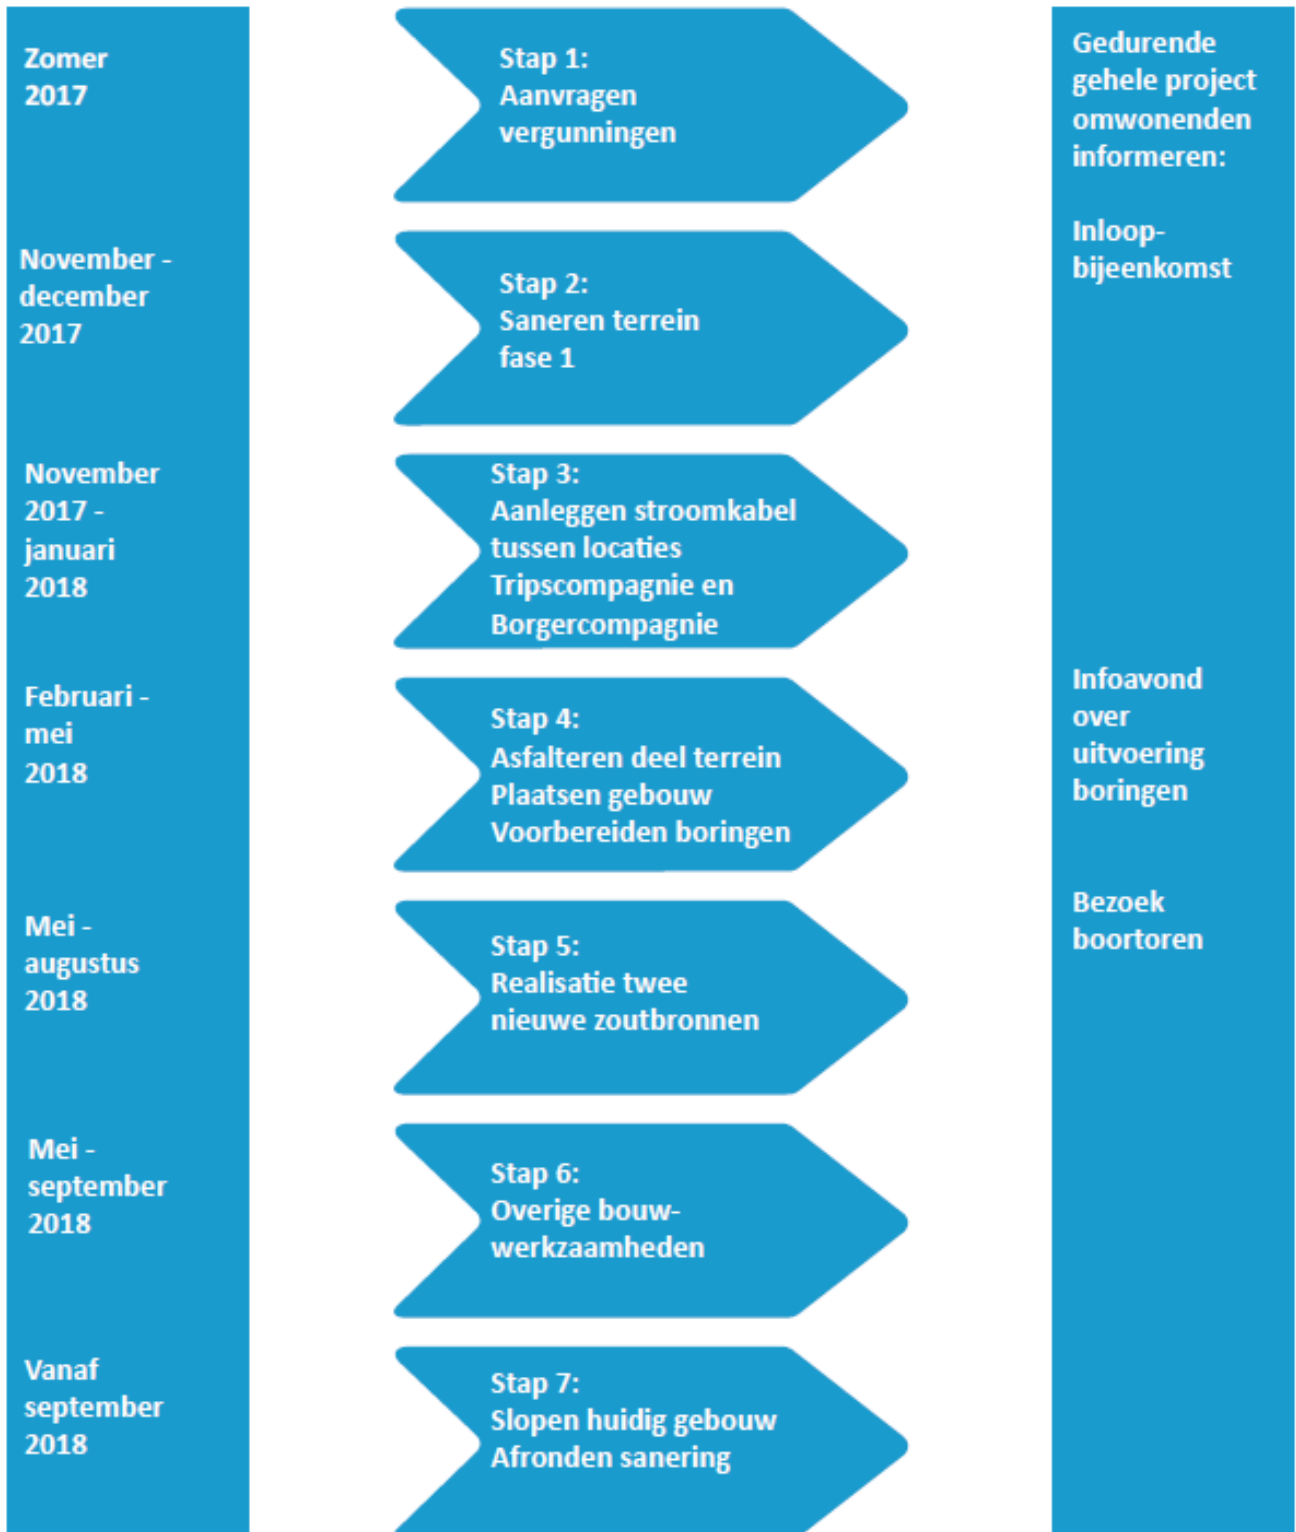 Zomer
2017
Stap 1:
Aanvragen
vergunningen
Gedurende
gehele project
omwonenden
informeren:
November -
december
2017
Stap 2:
Saneren terrein
fase 1
Inloop-
bijeenkomst
November
2017 -
januari
2018
Stap 3:
Aanleggen stroomkabel
tussen locaties
Tripscompagnie en
Borgercompagnie
Februari -
mei
2018
Stap 4:
Asfalteren deel terrein
Plaatsen gebouw
Voorbereiden boringen
Infoavond
over
uitvoering
boringen
Mei -
augustus
2018
Stap 5:
Realisatie twee
nieuwe zoutbronnen
Bezoek
boortoren
Mei -
september
2018
Stap 6:
Overige bouw-
werkzaamheden
Vanaf
september
2018
Stap 7:
Slopen huidig gebouw
Afronden sanering